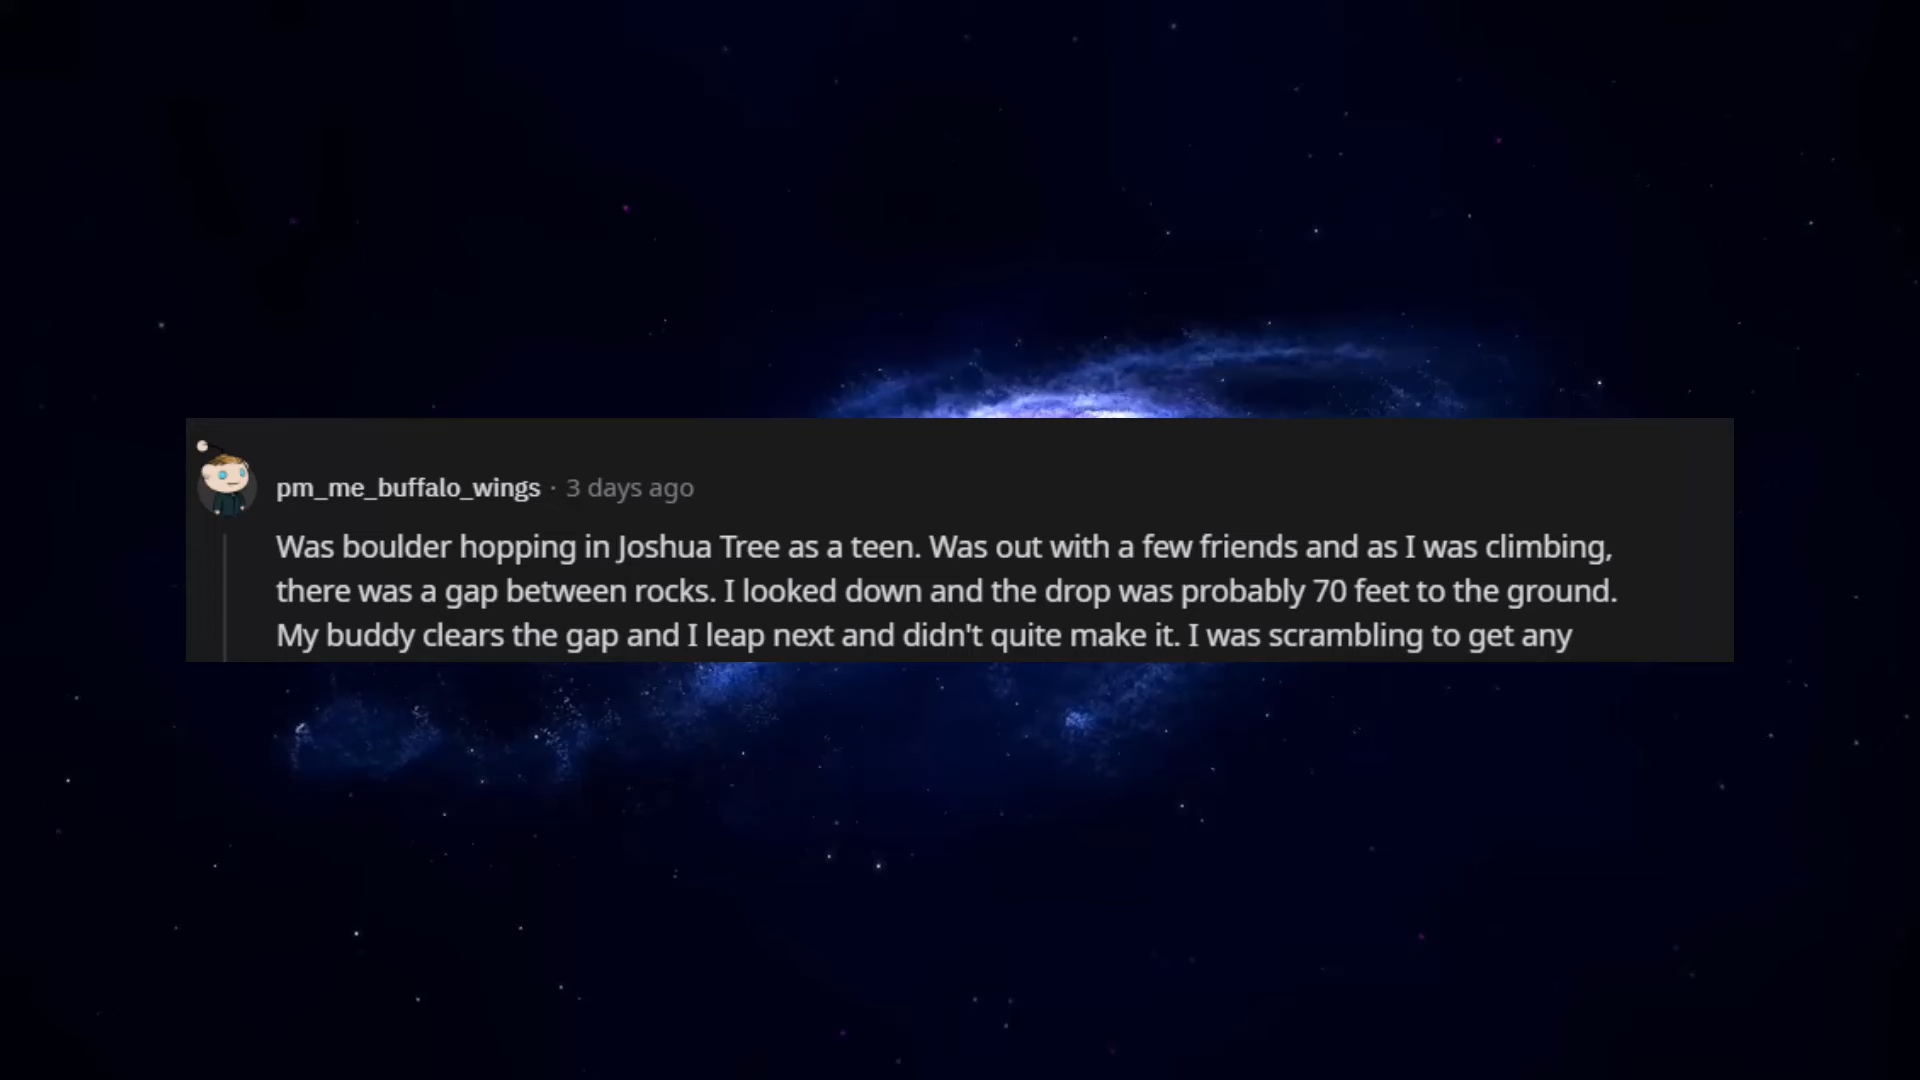 pm_me_buffalo_wings · 3 days ago
Was boulder hopping in Joshua Tree as a teen. Was out with a few friends and as I was climbing,
there was a gap between rocks. I looked down and the drop was probably 70 feet to the ground.
My buddy clears the gap and I leap next and didn't quite make it. I was scrambling to get any